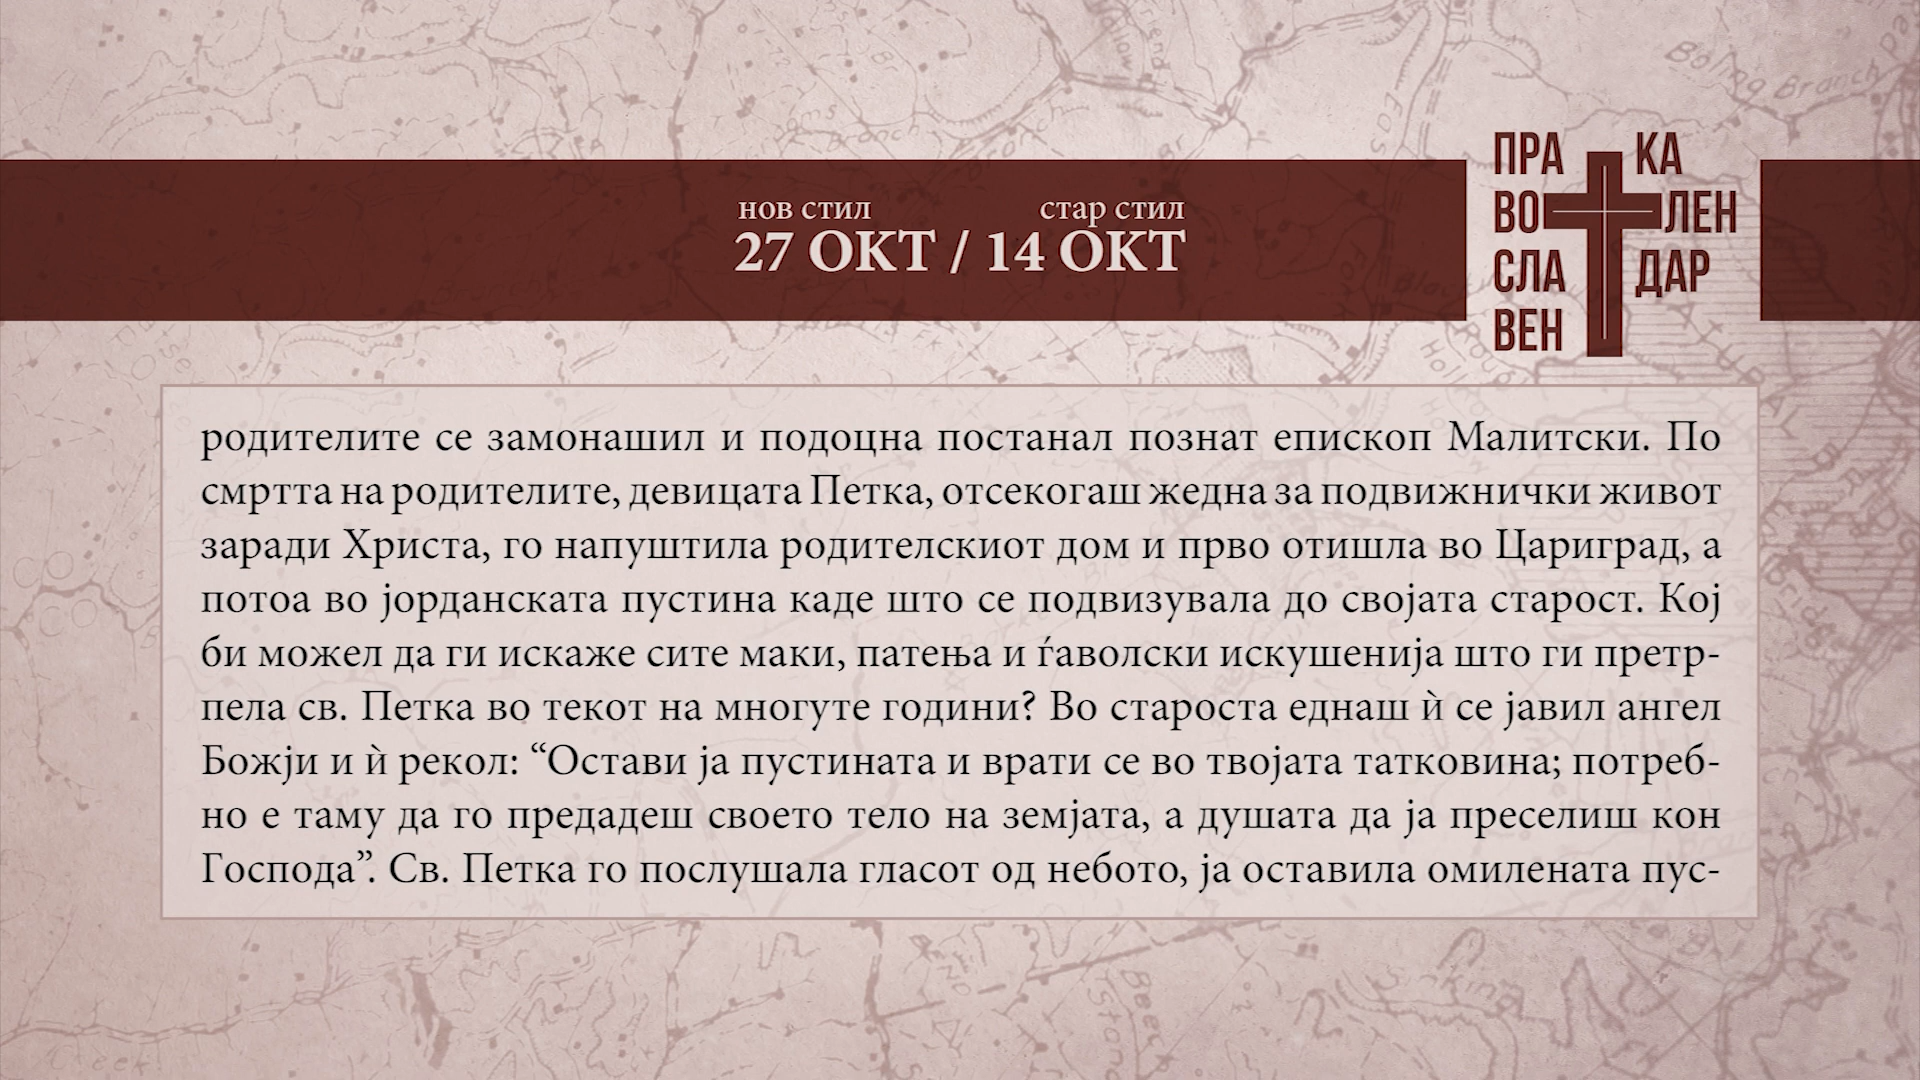 нов стил стар стил
27 ОКТ / 14 ОКТ
ПРА КА
ВО ЛЕН
СЛА ДАР
ВЕН
родителите се замонашил и подоцна постанал познат епископ Малитски. По
смртта на родителите, девицата Петка, отсекогаш жедна за подвижнички живот
заради Христа, го напуштила родителскиот дом и прво отишла во Цариград, а
потоа во јорданската пустина каде што се подвизувала до својата старост. Кој
би можел да ги искаже сите маки, патења и ѓаволски искушенија што ги претр-
пела св. Петка во текот на многуте години? Во староста еднаш ѝ се јавил ангел
Божји и ѝ рекол: “Остави ја пустината и врати се во твојата татковина; потреб-
но е таму да го предадеш своето тело на земјата, а душата да ја преселиш кон
Господа”. Св. Петка го послушала гласот од небото, ја оставила омилената пус-
Boling Branch